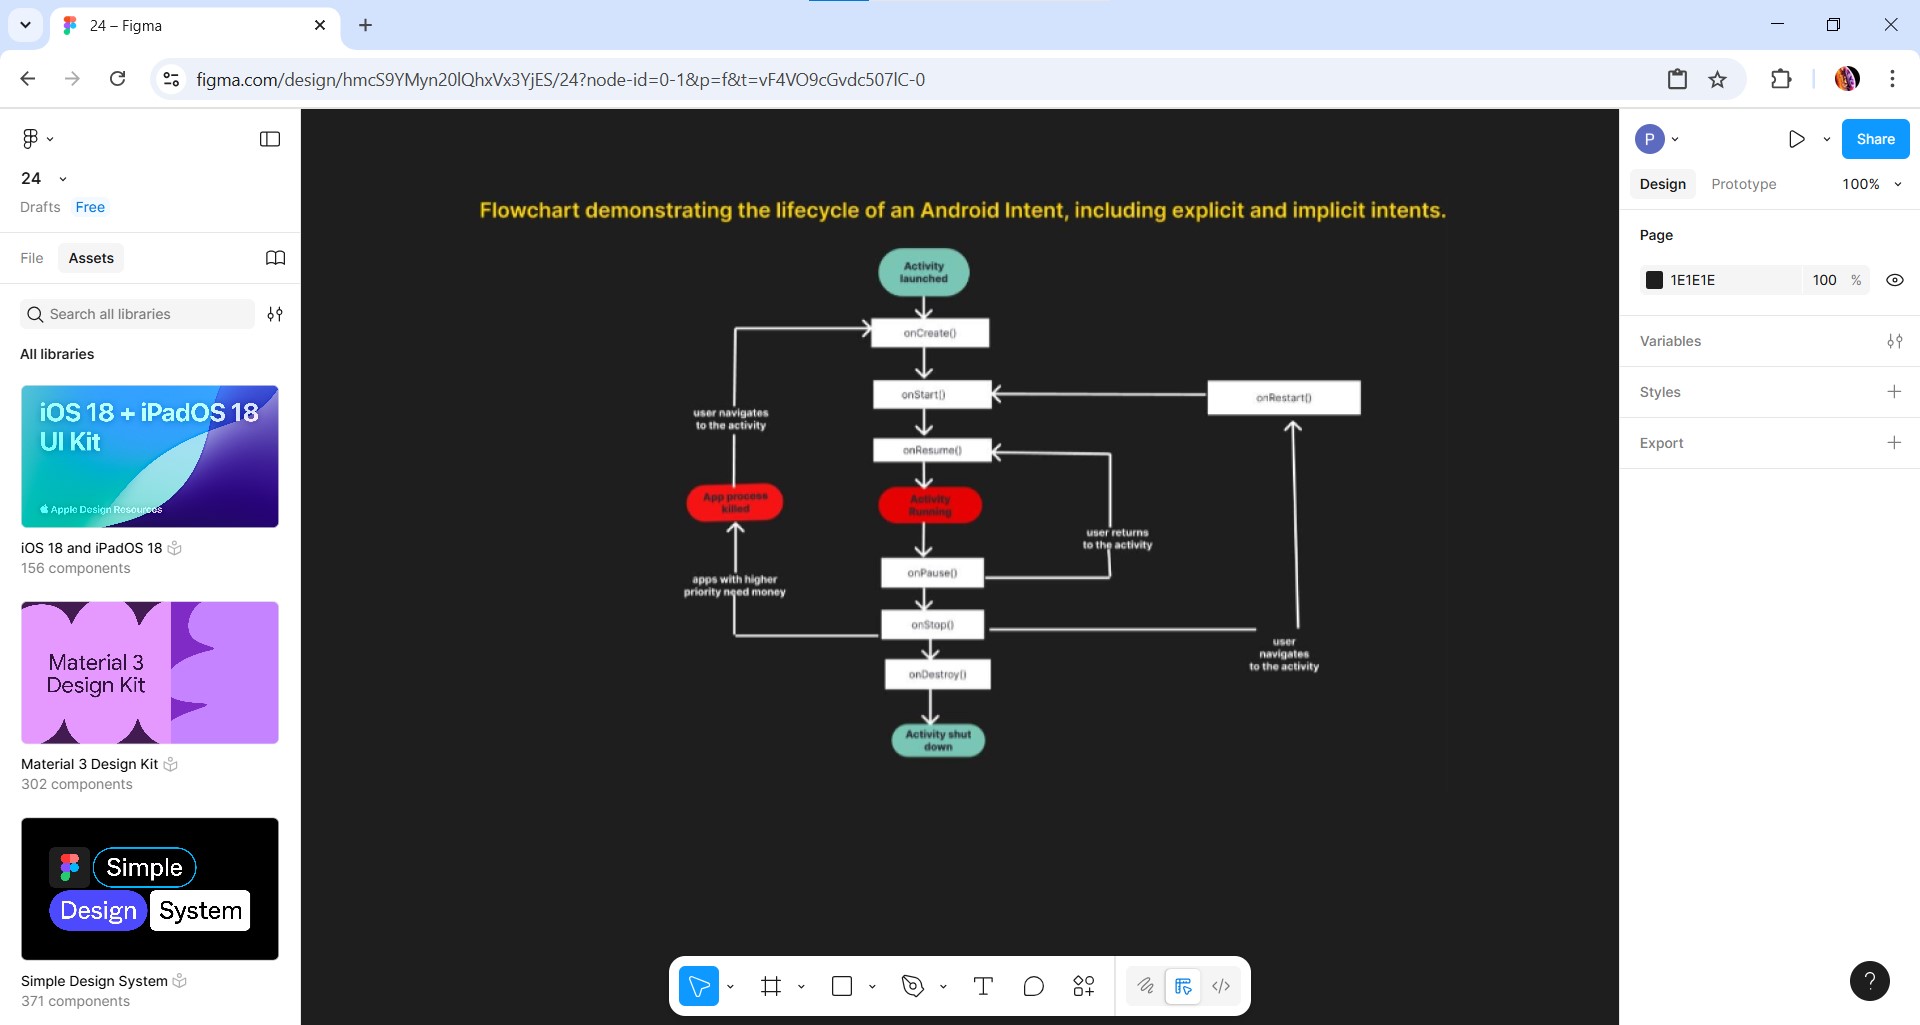 24 – Figma
figma.com/design/hmcS9YMyn20lQhxVx3YjES/24?node-id=0-1&p=f&t=vF4VO9cGvdc507lC-0
24
Drafts Free
File Assets
Search all libraries
All libraries
iOS 18 + iPadOS 18
UI Kit
Apple Design Resources
iOS 18 and iPadOS 18
156 components
Material 3
Design Kit
Material 3 Design Kit
302 components
Simple
Design System
Simple Design System
371 components
Flowchart demonstrating the lifecycle of an Android Intent, including explicit and implicit intents.
Activity
launched
onCreate()
onStart()
onRestart()
user navigates
to the activity
onResume()
App process
killed
Activity
Running
user returns
to the activity
onPause()
apps with higher
priority need money
onStop()
user
navigates
to the activity
onDestroy()
Activity shut
down
P
Share
Design Prototype 100%
Page
1E1E1E 100 %
Variables
Styles
Export
?